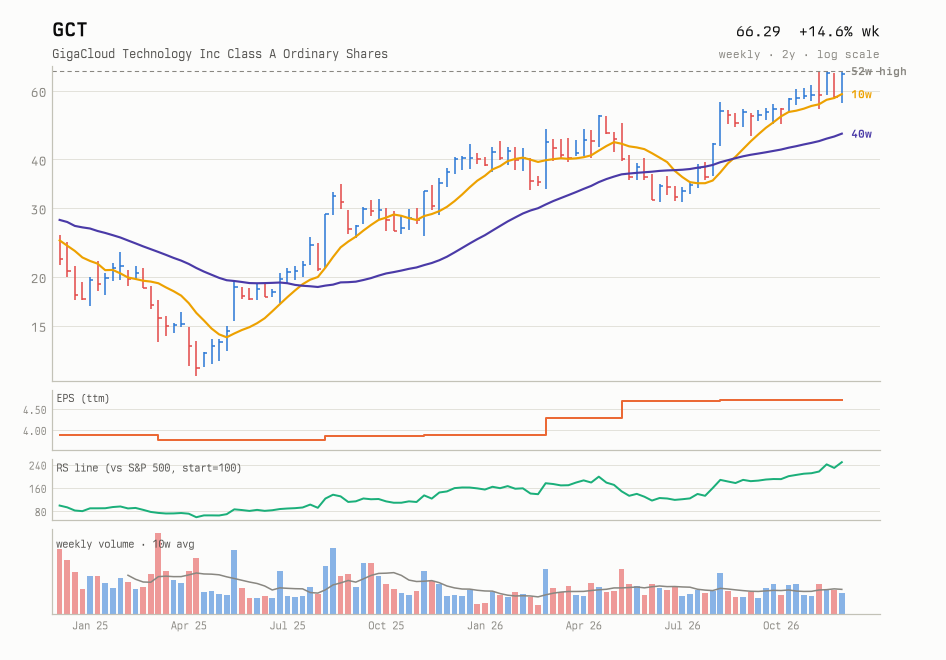 GCT
66.29  +14.6% wk
GigaCloud Technology Inc Class A Ordinary Shares
weekly · 2y · log scale
52w high
60
10w
40w
40
30
20
15
EPS (ttm)
4.50
4.00
RS line (vs S&P 500, start=100)
240
160
80
weekly volume · 10w avg
Jan 25
Apr 25
Jul 25
Oct 25
Jan 26
Apr 26
Jul 26
Oct 26